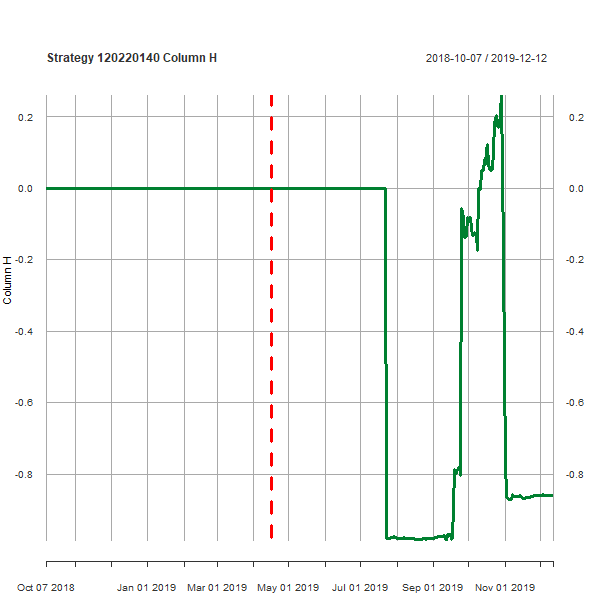 Strategy 120220140 Column H
2018-10-07 / 2019-12-12
0.2
0.2
0.0
0.0
-0.2
-0.2
-0.4
-0.4
-0.6
-0.6
-0.8
-0.8
Column H
Oct 07 2018
Jan 01 2019
Mar 01 2019
May 01 2019
Jul 01 2019
Sep 01 2019
Nov 01 2019